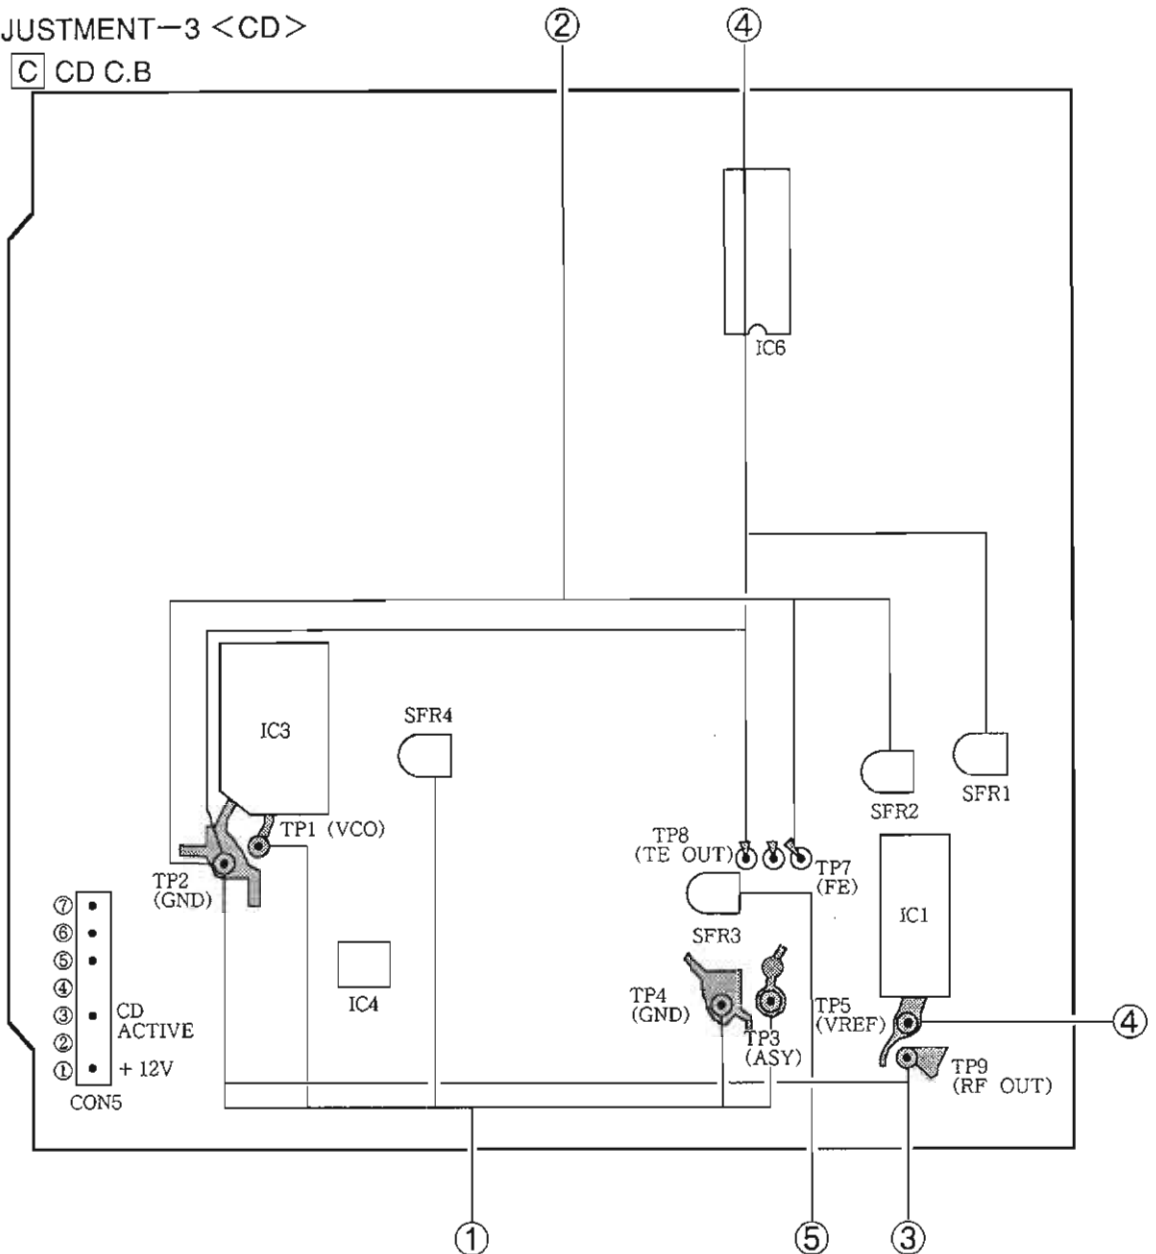 JUSTMENT—3 <CD>
② ④
C CD C.B
IC6
SFR4
IC3
SFR1
SFR2
TP1 (VCO)
TP8
(TE OUT)
TP7
(FE)
TP2
(GND)
IC1
SFR3
⑦
⑥
⑤
④
③ CD
ACTIVE
②
① + 12V
CON5
IC4
TP4
(GND)
TP3
(ASY)
TP5
(VREF)
④
TP9
(RF OUT)
① ⑤ ③